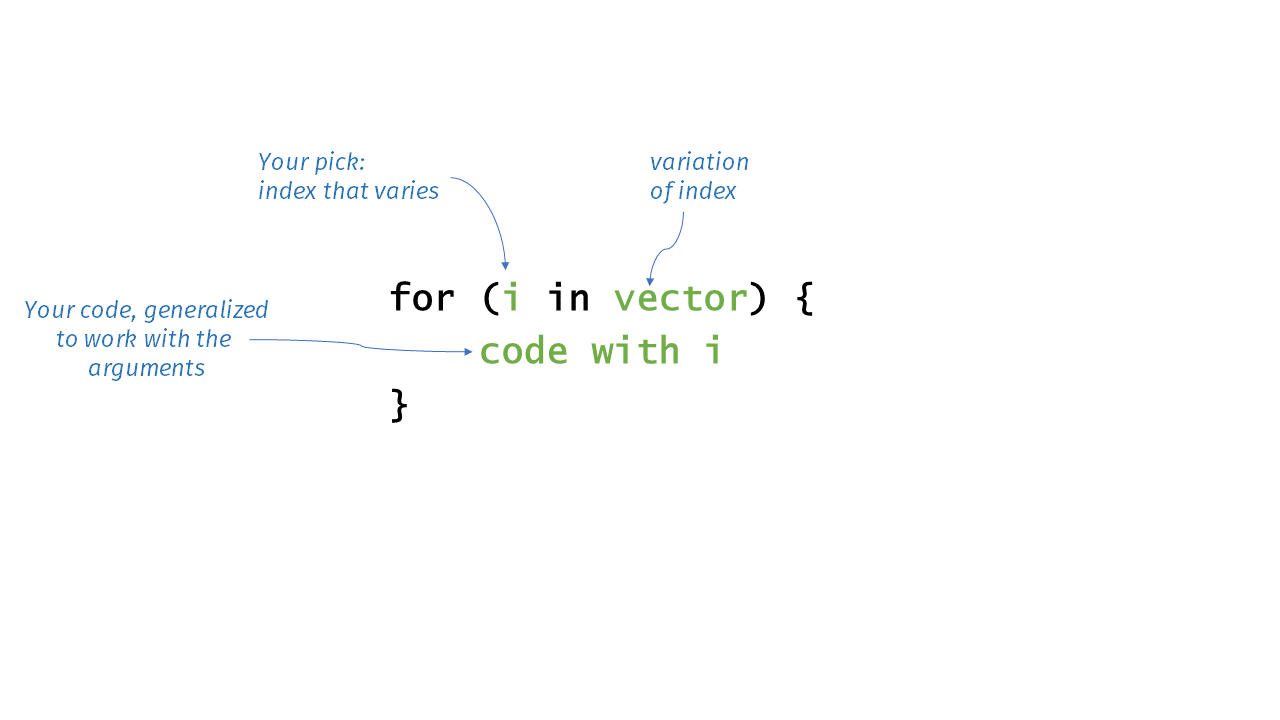 Your pick:
index that varies
variation
of index
for (i in vector) {
Your code, generalized
to work with the
arguments
code with i
}